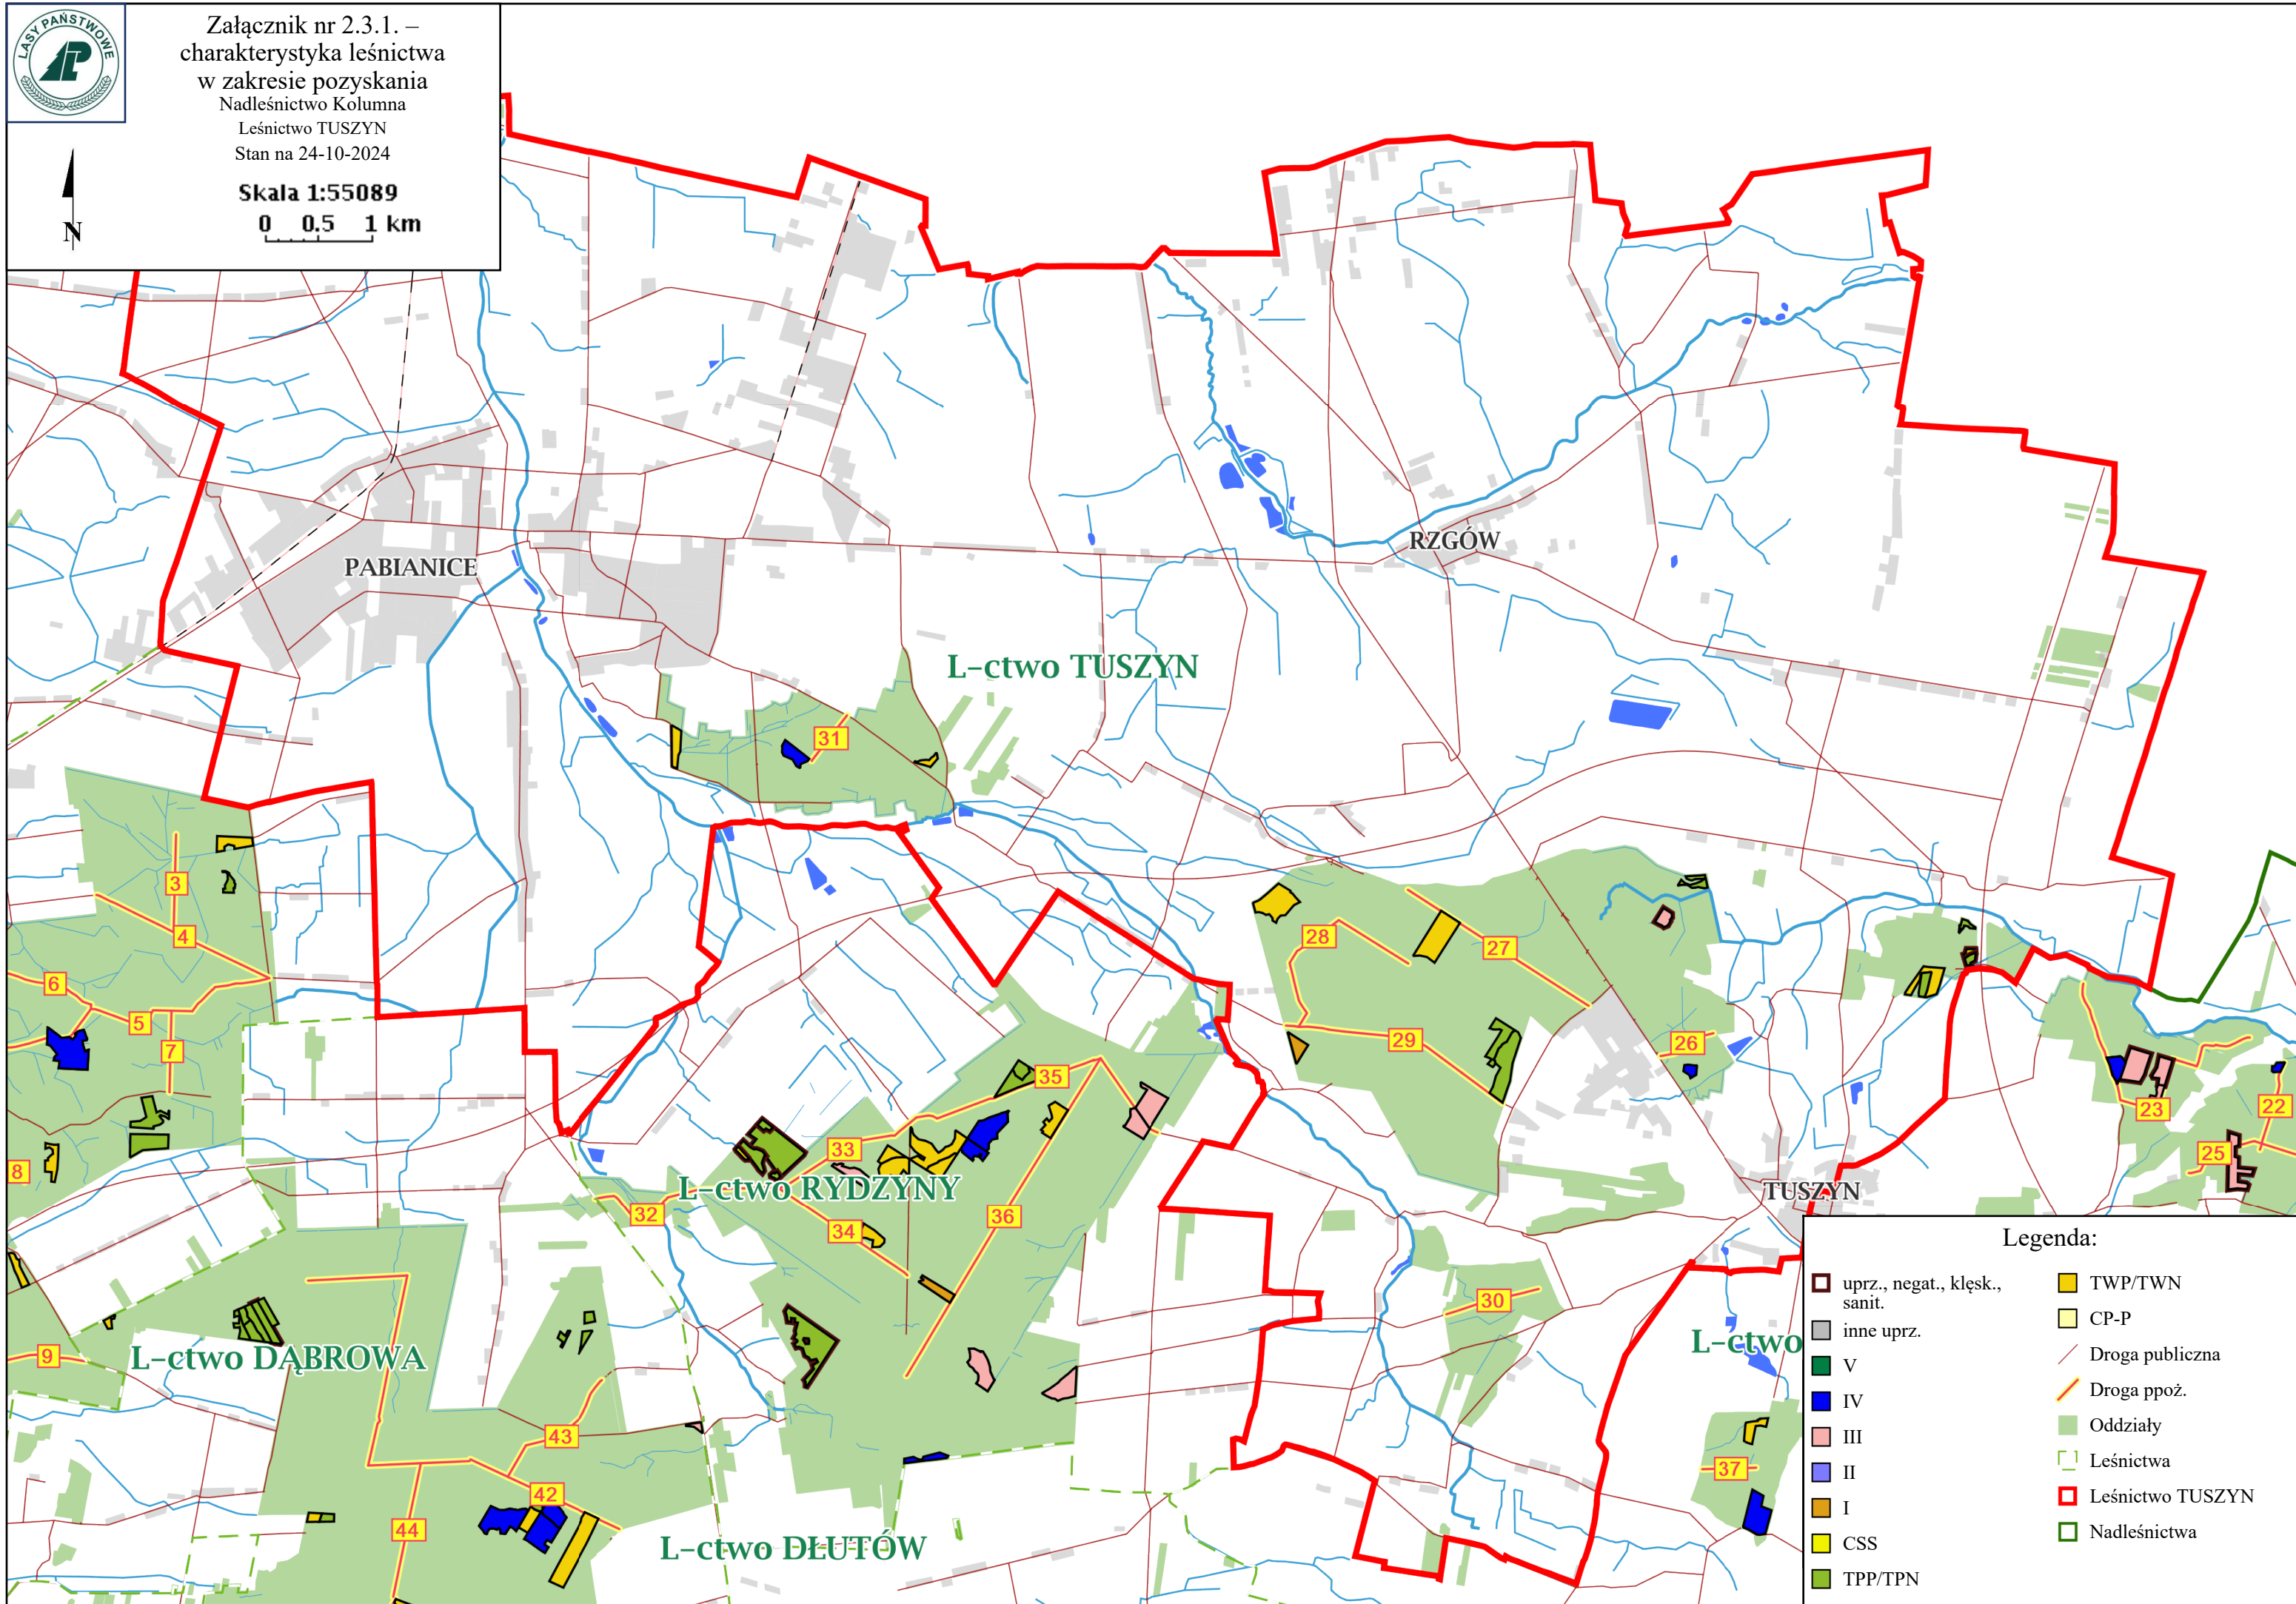 LASY PAŃSTWOWE
LP
Załącznik nr 2.3.1. –
charakterystyka leśnictwa
w zakresie pozyskania
Nadleśnictwo Kolumna
Leśnictwo TUSZYN
Stan na 24-10-2024
Skala 1:55089
0 0.5 1 km
N
RZGÓW
PABIANICE
L-ctwo TUSZYN
31
3
4
28
27
6
5
7
29
26
35
23
22
33
25
8
L-ctwo RYDZYNY
TUSZYN
32
36
34
30
9
L-ctwo DĄBROWA
L-ctwo
43
37
42
44
L-ctwo DŁUTÓW
Legenda:
uprz., negat., klęsk.,
sanit.
inne uprz.
V
IV
III
II
I
CSS
TPP/TPN
TWP/TWN
CP-P
Droga publiczna
Droga ppoż.
Oddziały
Leśnictwa
Leśnictwo TUSZYN
Nadleśnictwa